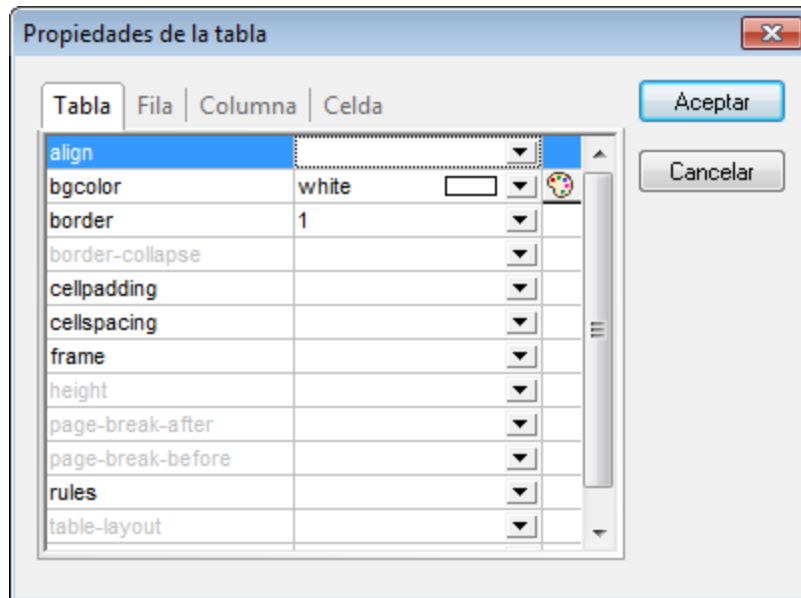 Propiedades de la tabla
Tabla Fila Columna Celda
Aceptar
Cancelar
align
bgcolor white
border 1
border-collapse
cellpadding
cellspacing
frame
height
page-break-after
page-break-before
rules
table-layout